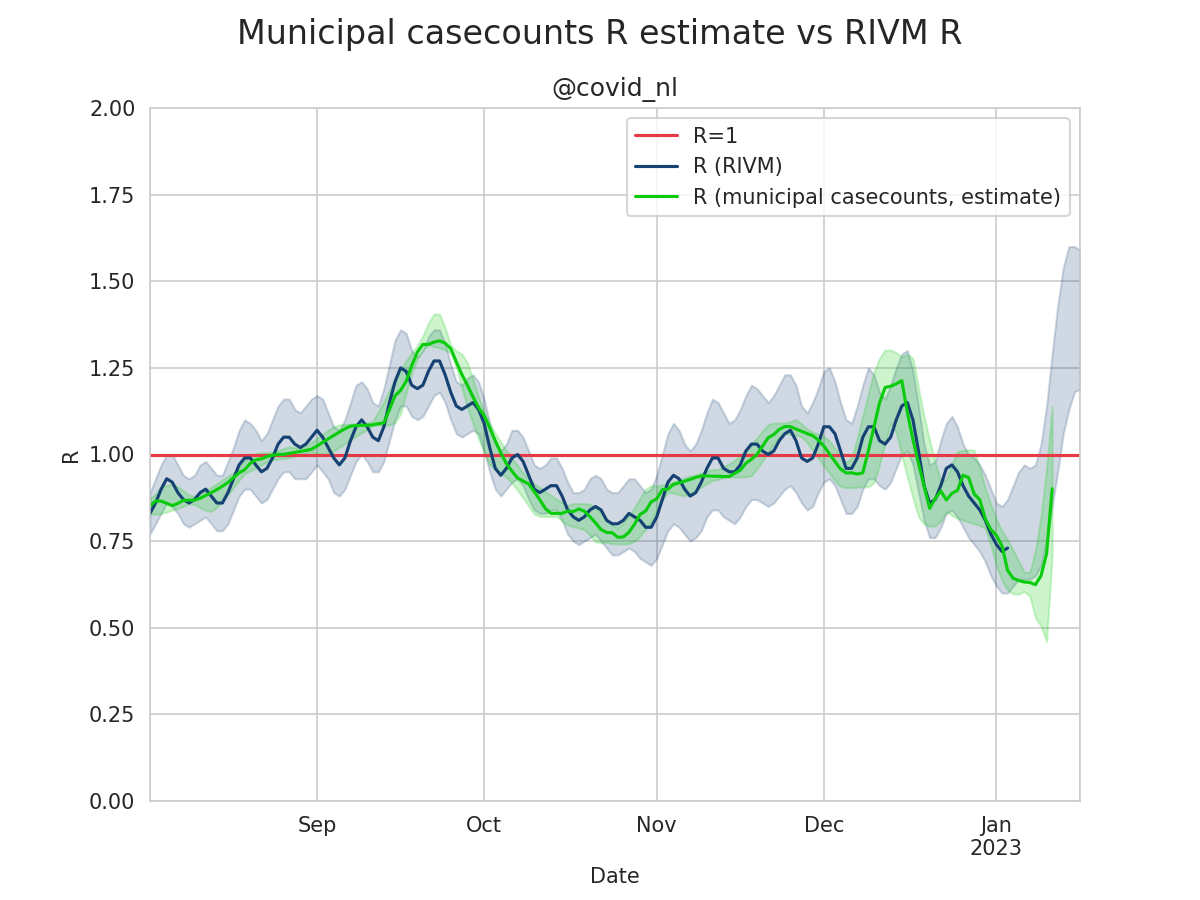 Municipal casecounts R estimate vs RIVM R
@covid_nl
2.00
R=1
R (RIVM)
1.75
R (municipal casecounts, estimate)
1.50
1.25
1.00
R
0.75
0.50
0.25
0.00
Sep Oct Nov Dec Jan
2023
Date